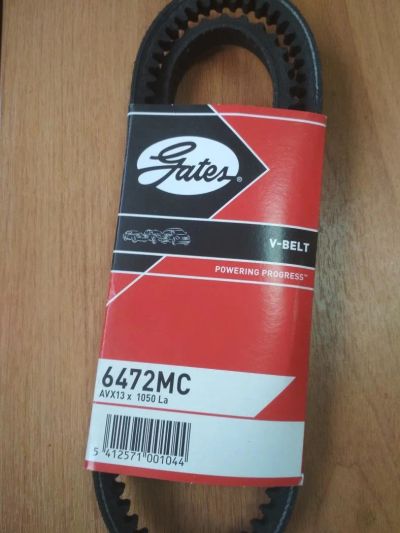 Gates®
V-BELT
POWERING PROGRESS™
6472MC
AVX13 x 1050 La
5 412571 001044